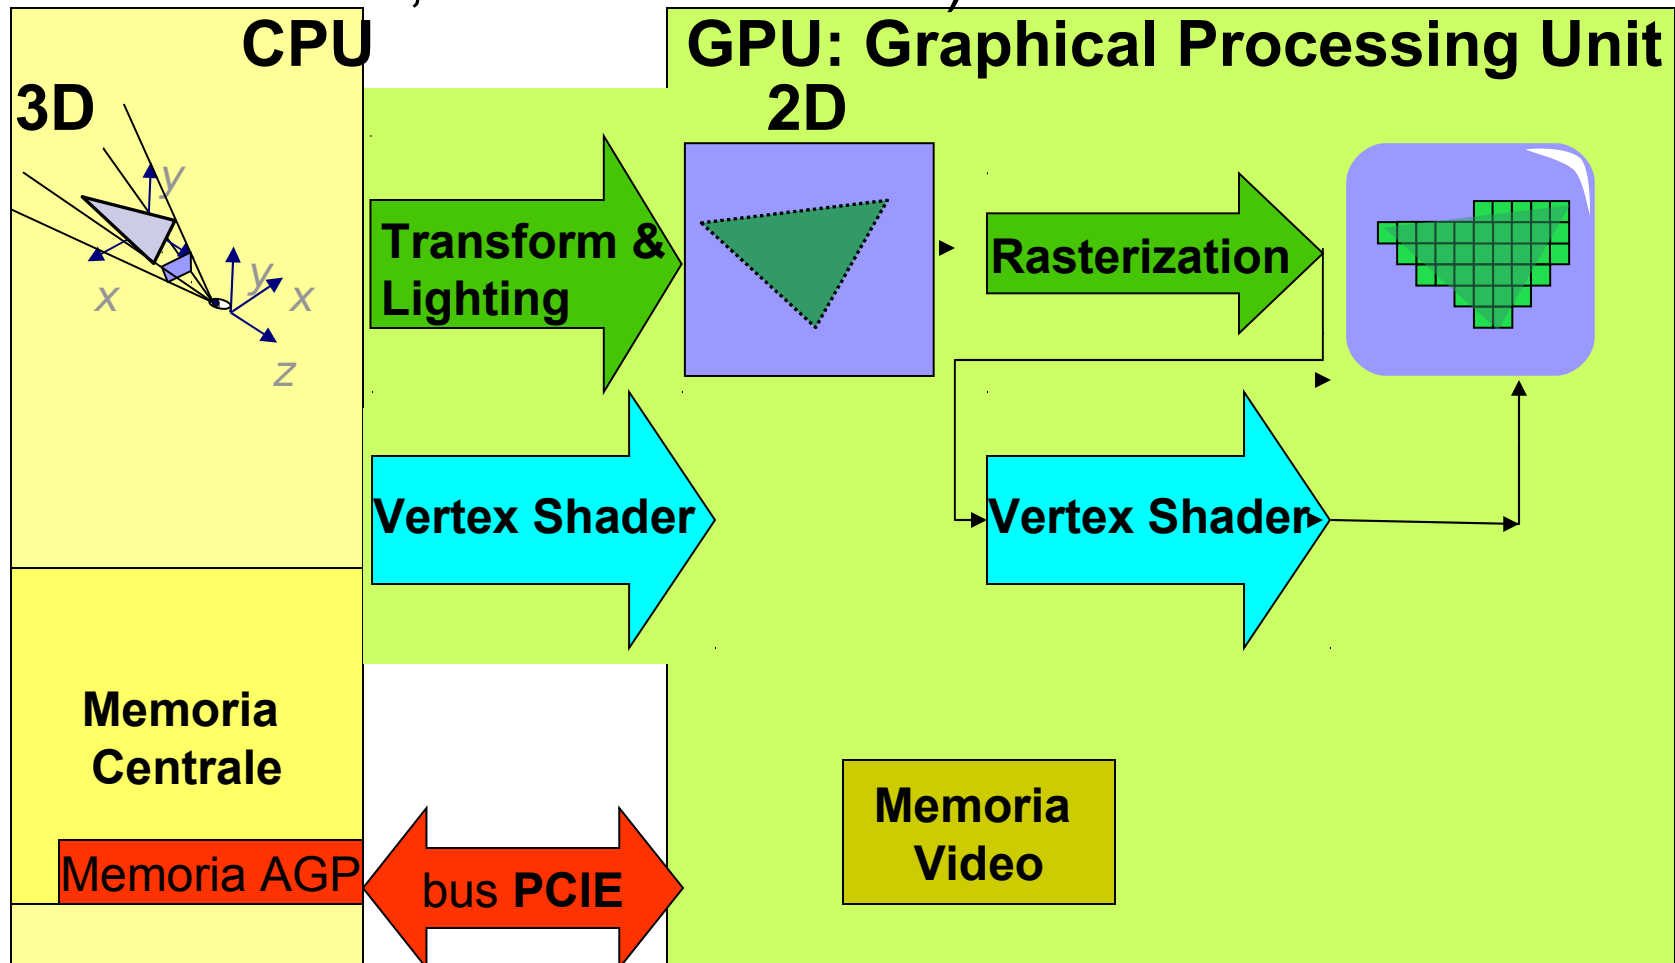 CPU
GPU: Graphical Processing Unit
3D
2D
y
x
y
x
z
Transform &
Lighting
Rasterization
Vertex Shader
Vertex Shader
Memoria
Centrale
Memoria AGP
bus PCIE
Memoria
Video